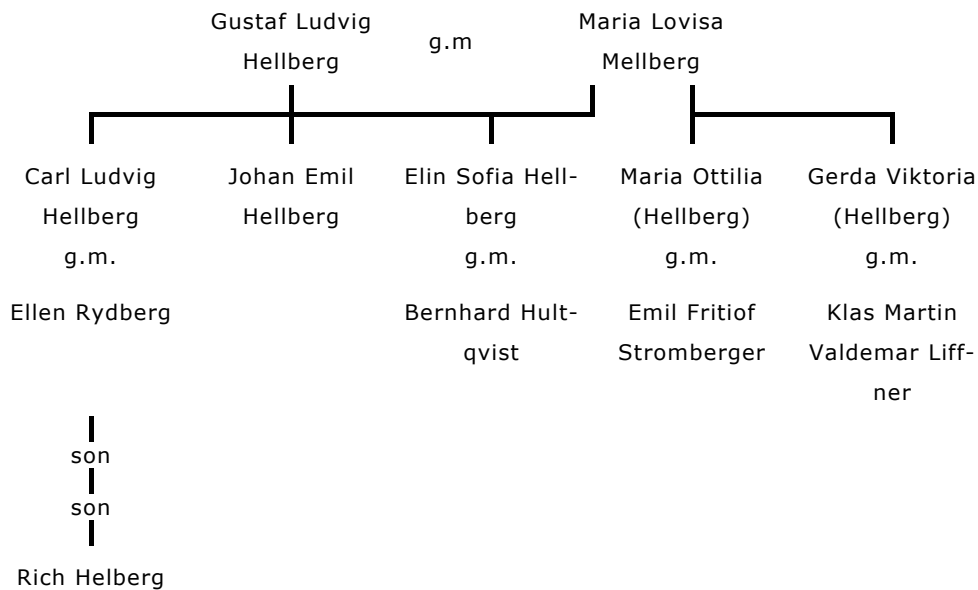 Gustaf Ludvig
Hellberg
g.m
Maria Lovisa
Mellberg
Carl Ludvig
Hellberg
g.m.
Ellen Rydberg
Johan Emil
Hellberg
Elin Sofia Hell-
berg
g.m.
Bernhard Hult-
qvist
Maria Ottilia
(Hellberg)
g.m.
Emil Fritiof
Stromberger
Gerda Viktoria
(Hellberg)
g.m.
Klas Martin
Valdemar Liff-
ner
son
son
Rich Helberg